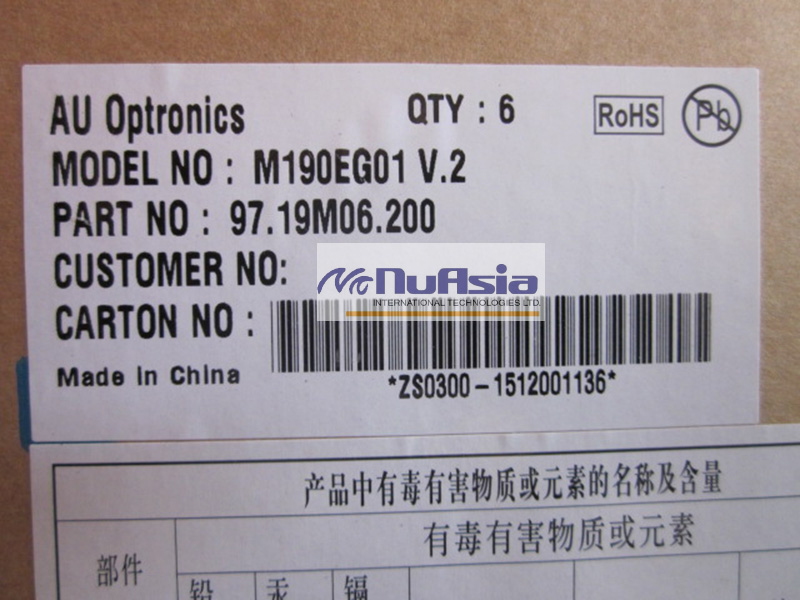 AU Optronics QTY : 6 RoHS Pb
MODEL NO : M190EG01 V.2
PART NO : 97.19M06.200
CUSTOMER NO:
NuAsia
INTERNATIONAL TECHNOLOGIES LTD.
CARTON NO :
Made In China *ZS0300-1512001136*
产品中有毒有害物质或元素的名称及含量
部件 有毒有害物质或元素
铅 汞 镉